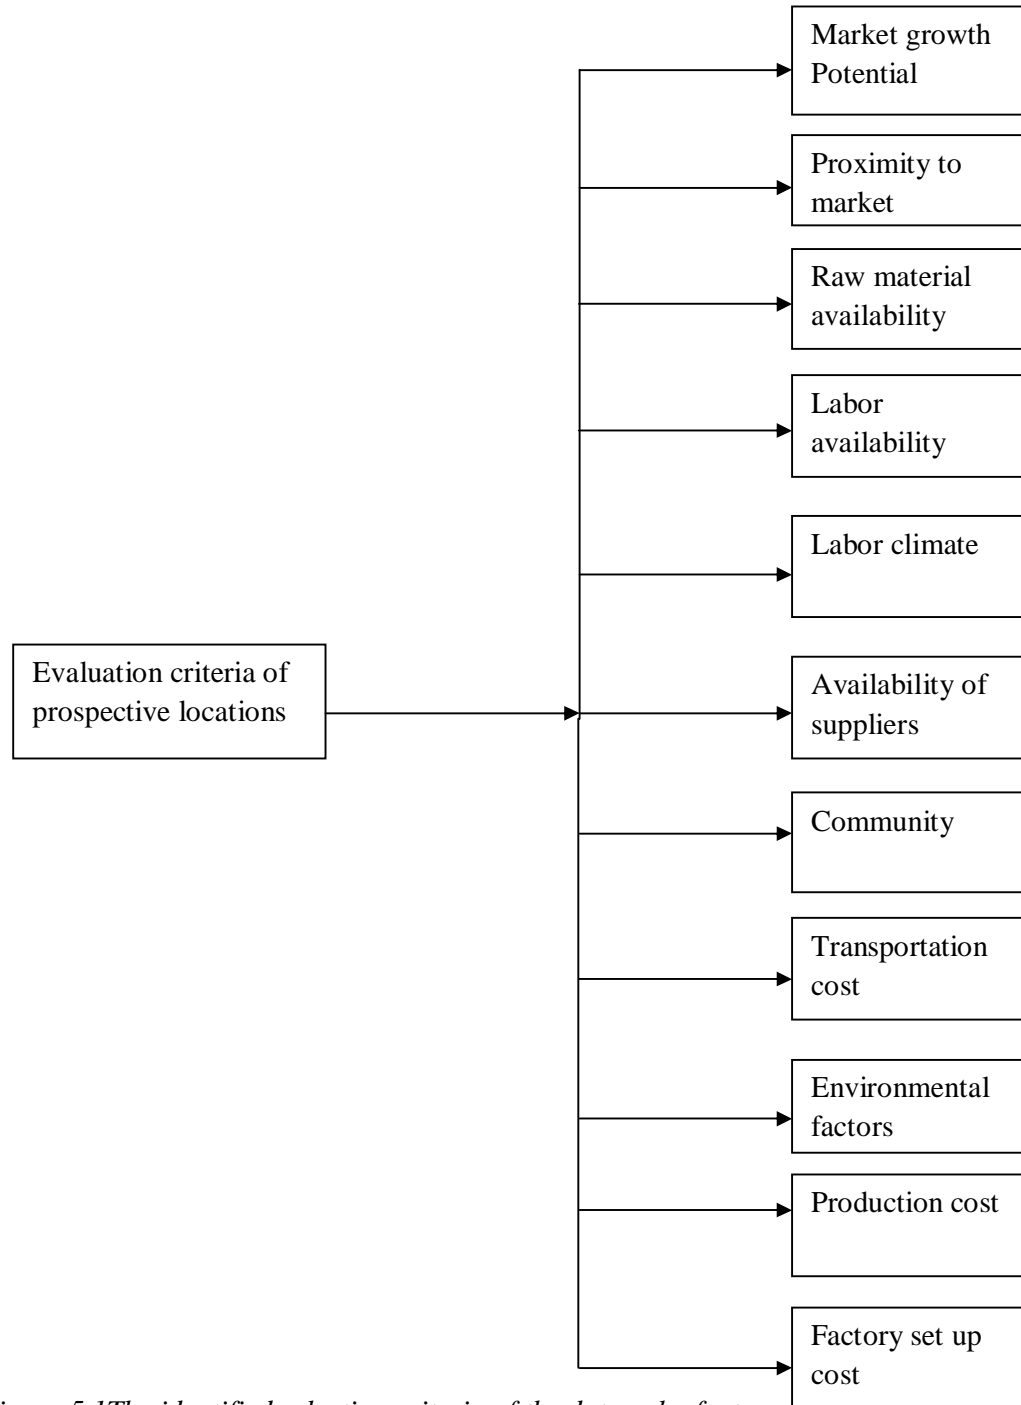 Market growth
Potential
Proximity to
market
Raw material
availability
Labor
availability
Labor climate
Evaluation criteria of
prospective locations
Availability of
suppliers
Community
Transportation
cost
Environmental
factors
Production cost
Factory set up
cost